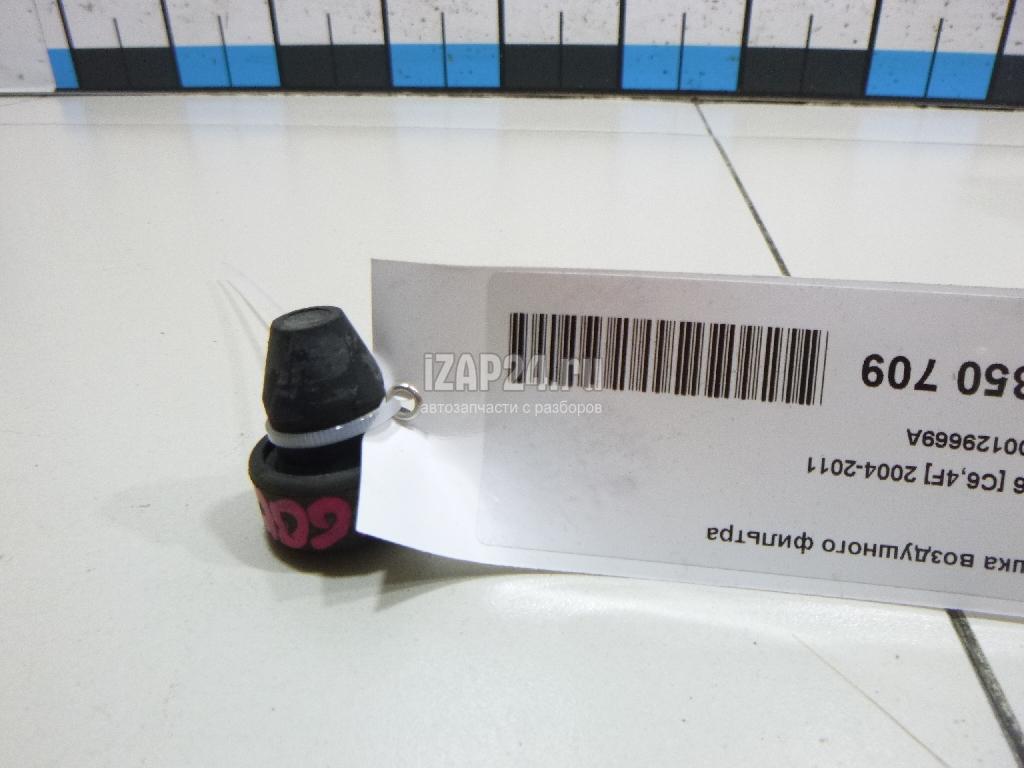 iZAP24.ru
автозапчасти с разборов
350 709
00129669A
6 [C6,4F] 2004-2011
шка воздушного фильтра